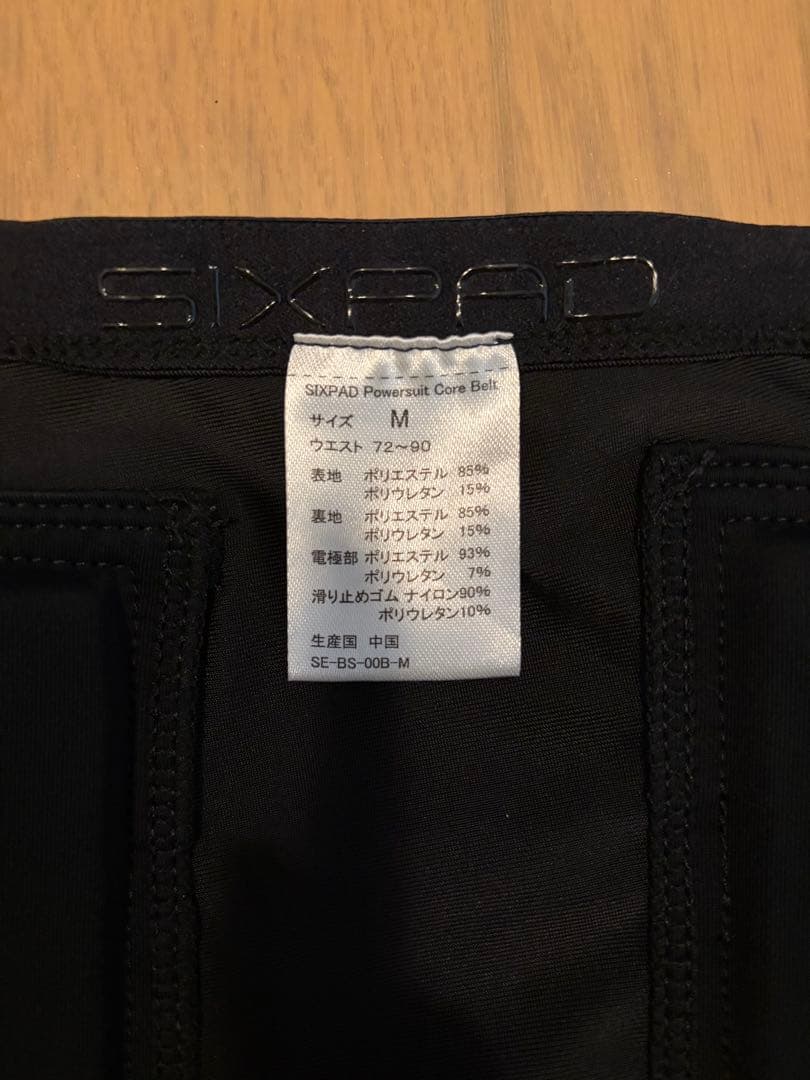 SIXPAD
SIXPAD Powersuit Core Belt
サイズ M
ウエスト 72～90
表地 ポリエステル 85%
ポリウレタン 15%
裏地 ポリエステル 85%
ポリウレタン 15%
電極部 ポリエステル 93%
ポリウレタン 7%
滑り止めゴム ナイロン90%
ポリウレタン10%
生産国 中国
SE-BS-00B-M